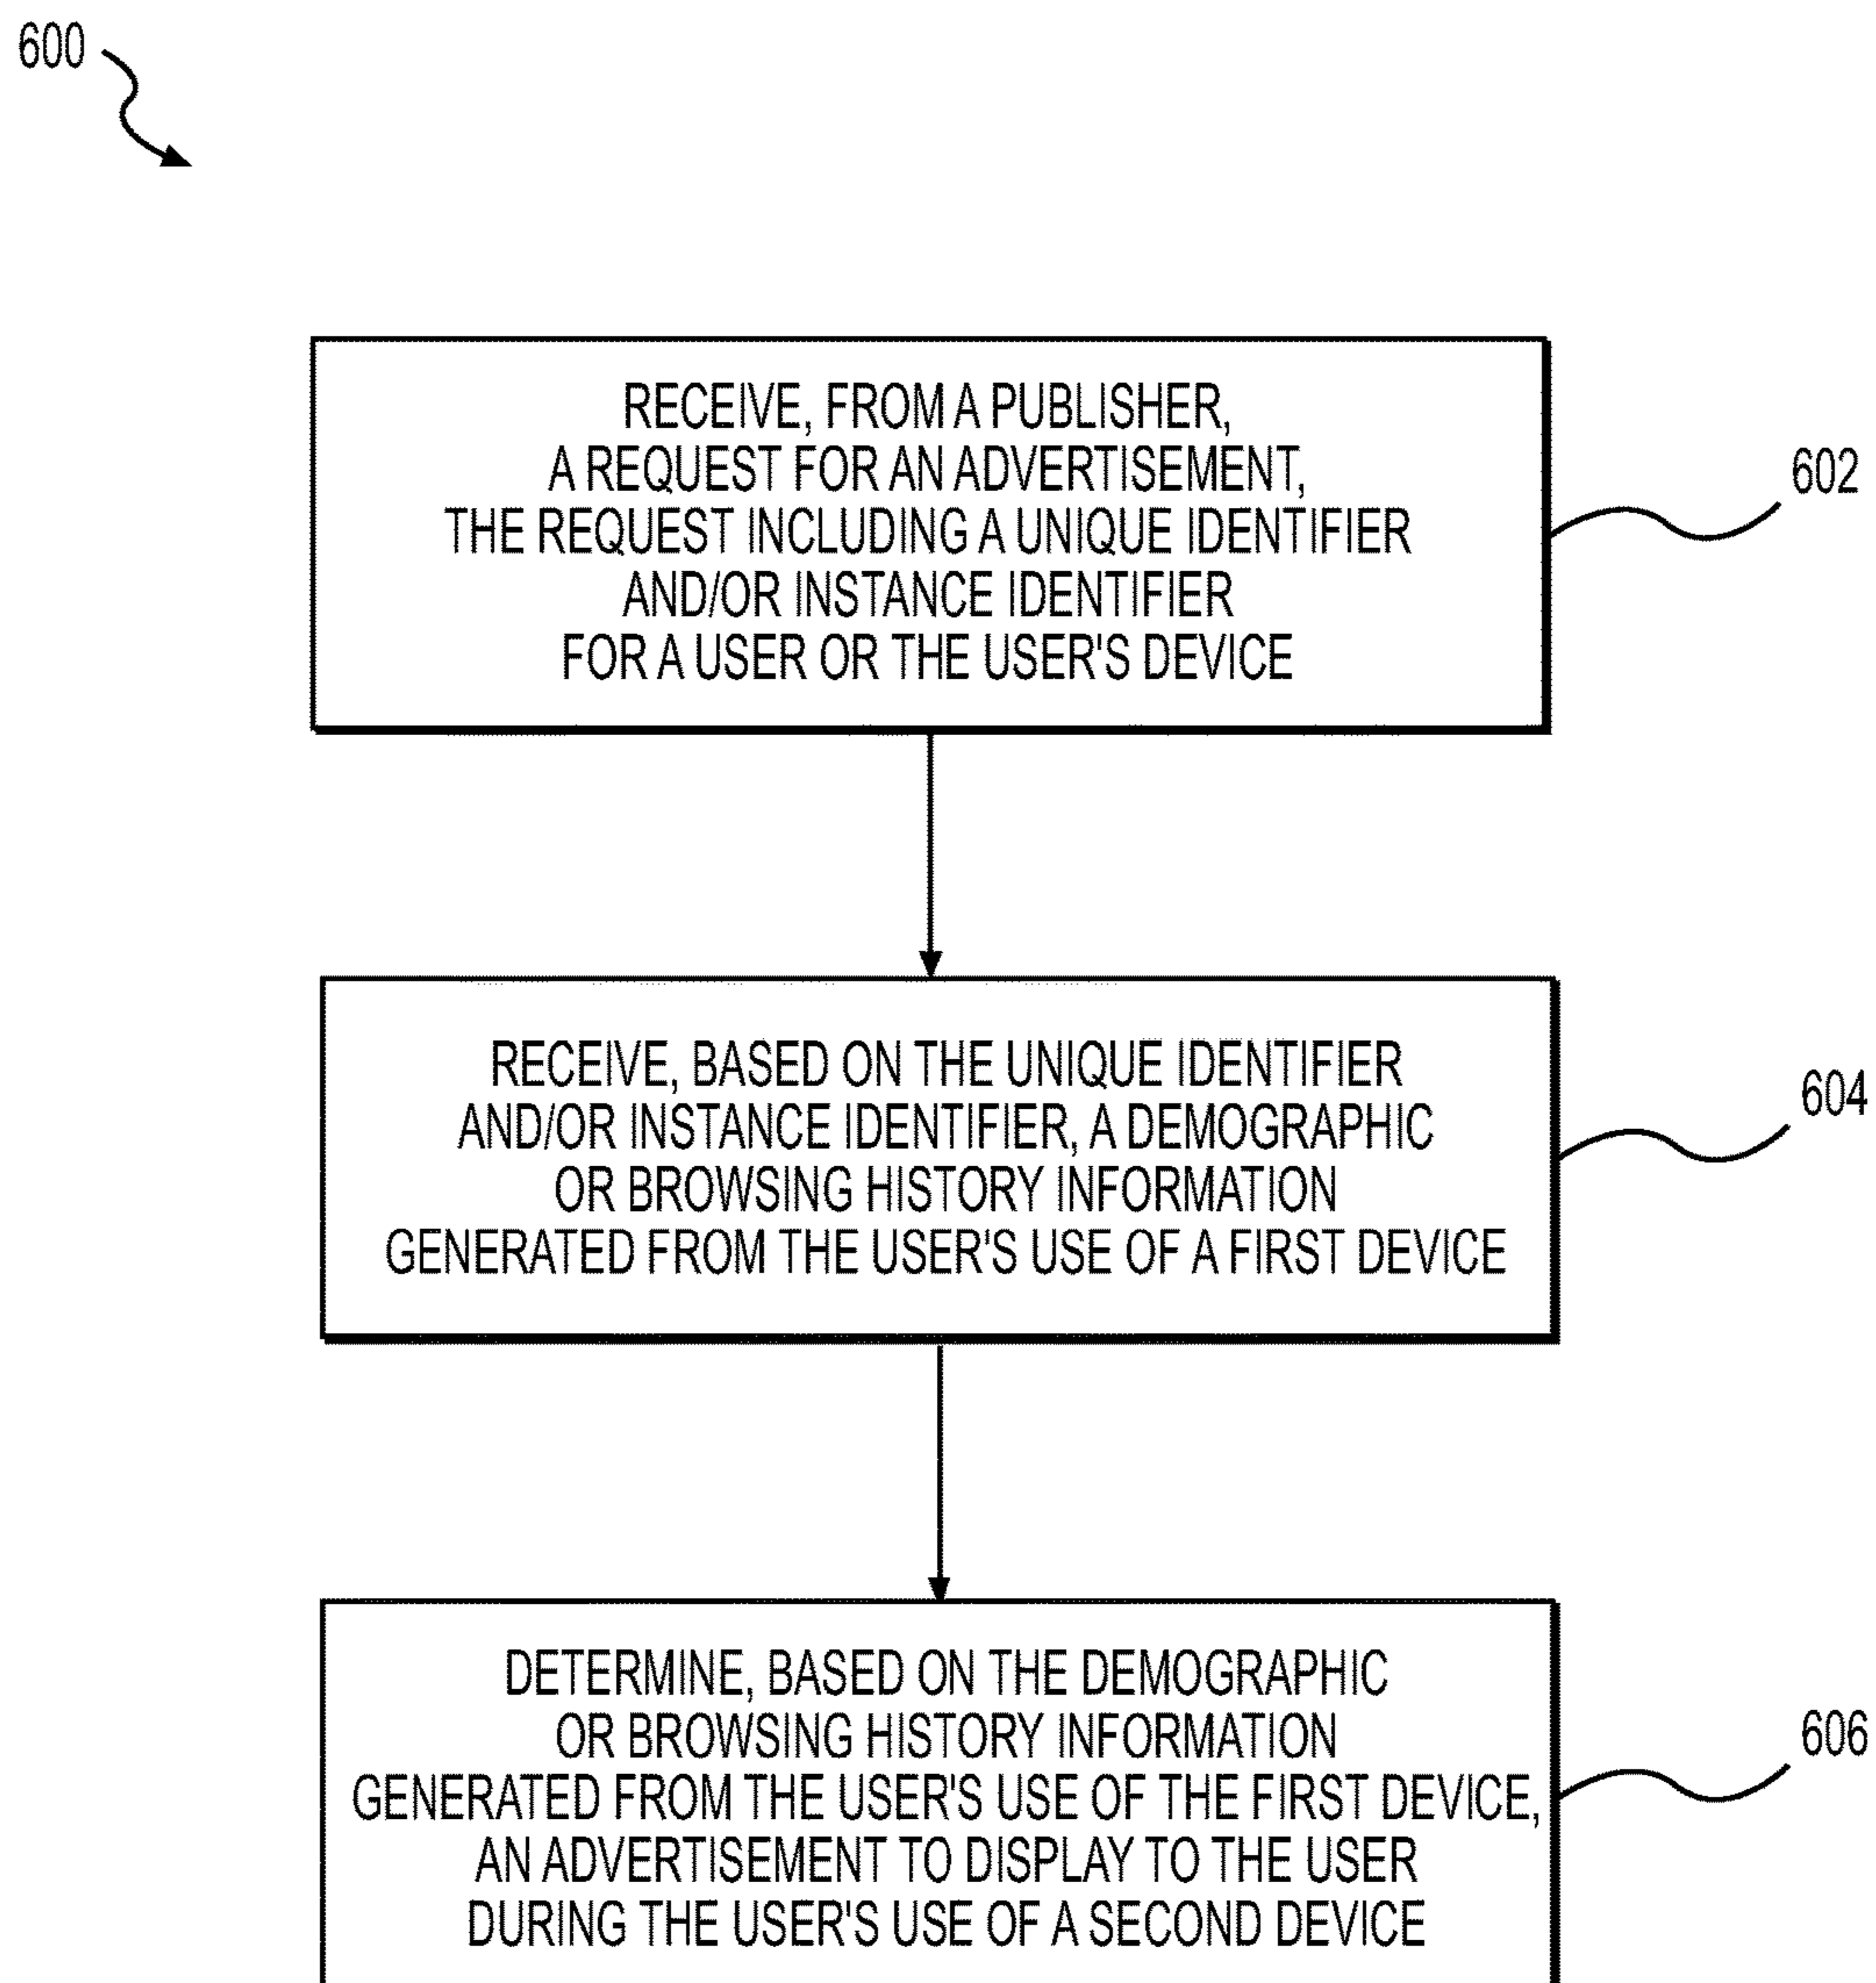 600
RECEIVE, FROM A PUBLISHER,
A REQUEST FOR AN ADVERTISEMENT,
THE REQUEST INCLUDING A UNIQUE IDENTIFIER
AND/OR INSTANCE IDENTIFIER
FOR A USER OR THE USER'S DEVICE
602
RECEIVE, BASED ON THE UNIQUE IDENTIFIER
AND/OR INSTANCE IDENTIFIER, A DEMOGRAPHIC
OR BROWSING HISTORY INFORMATION
GENERATED FROM THE USER'S USE OF A FIRST DEVICE
604
DETERMINE, BASED ON THE DEMOGRAPHIC
OR BROWSING HISTORY INFORMATION
GENERATED FROM THE USER'S USE OF THE FIRST DEVICE,
AN ADVERTISEMENT TO DISPLAY TO THE USER
DURING THE USER'S USE OF A SECOND DEVICE
606